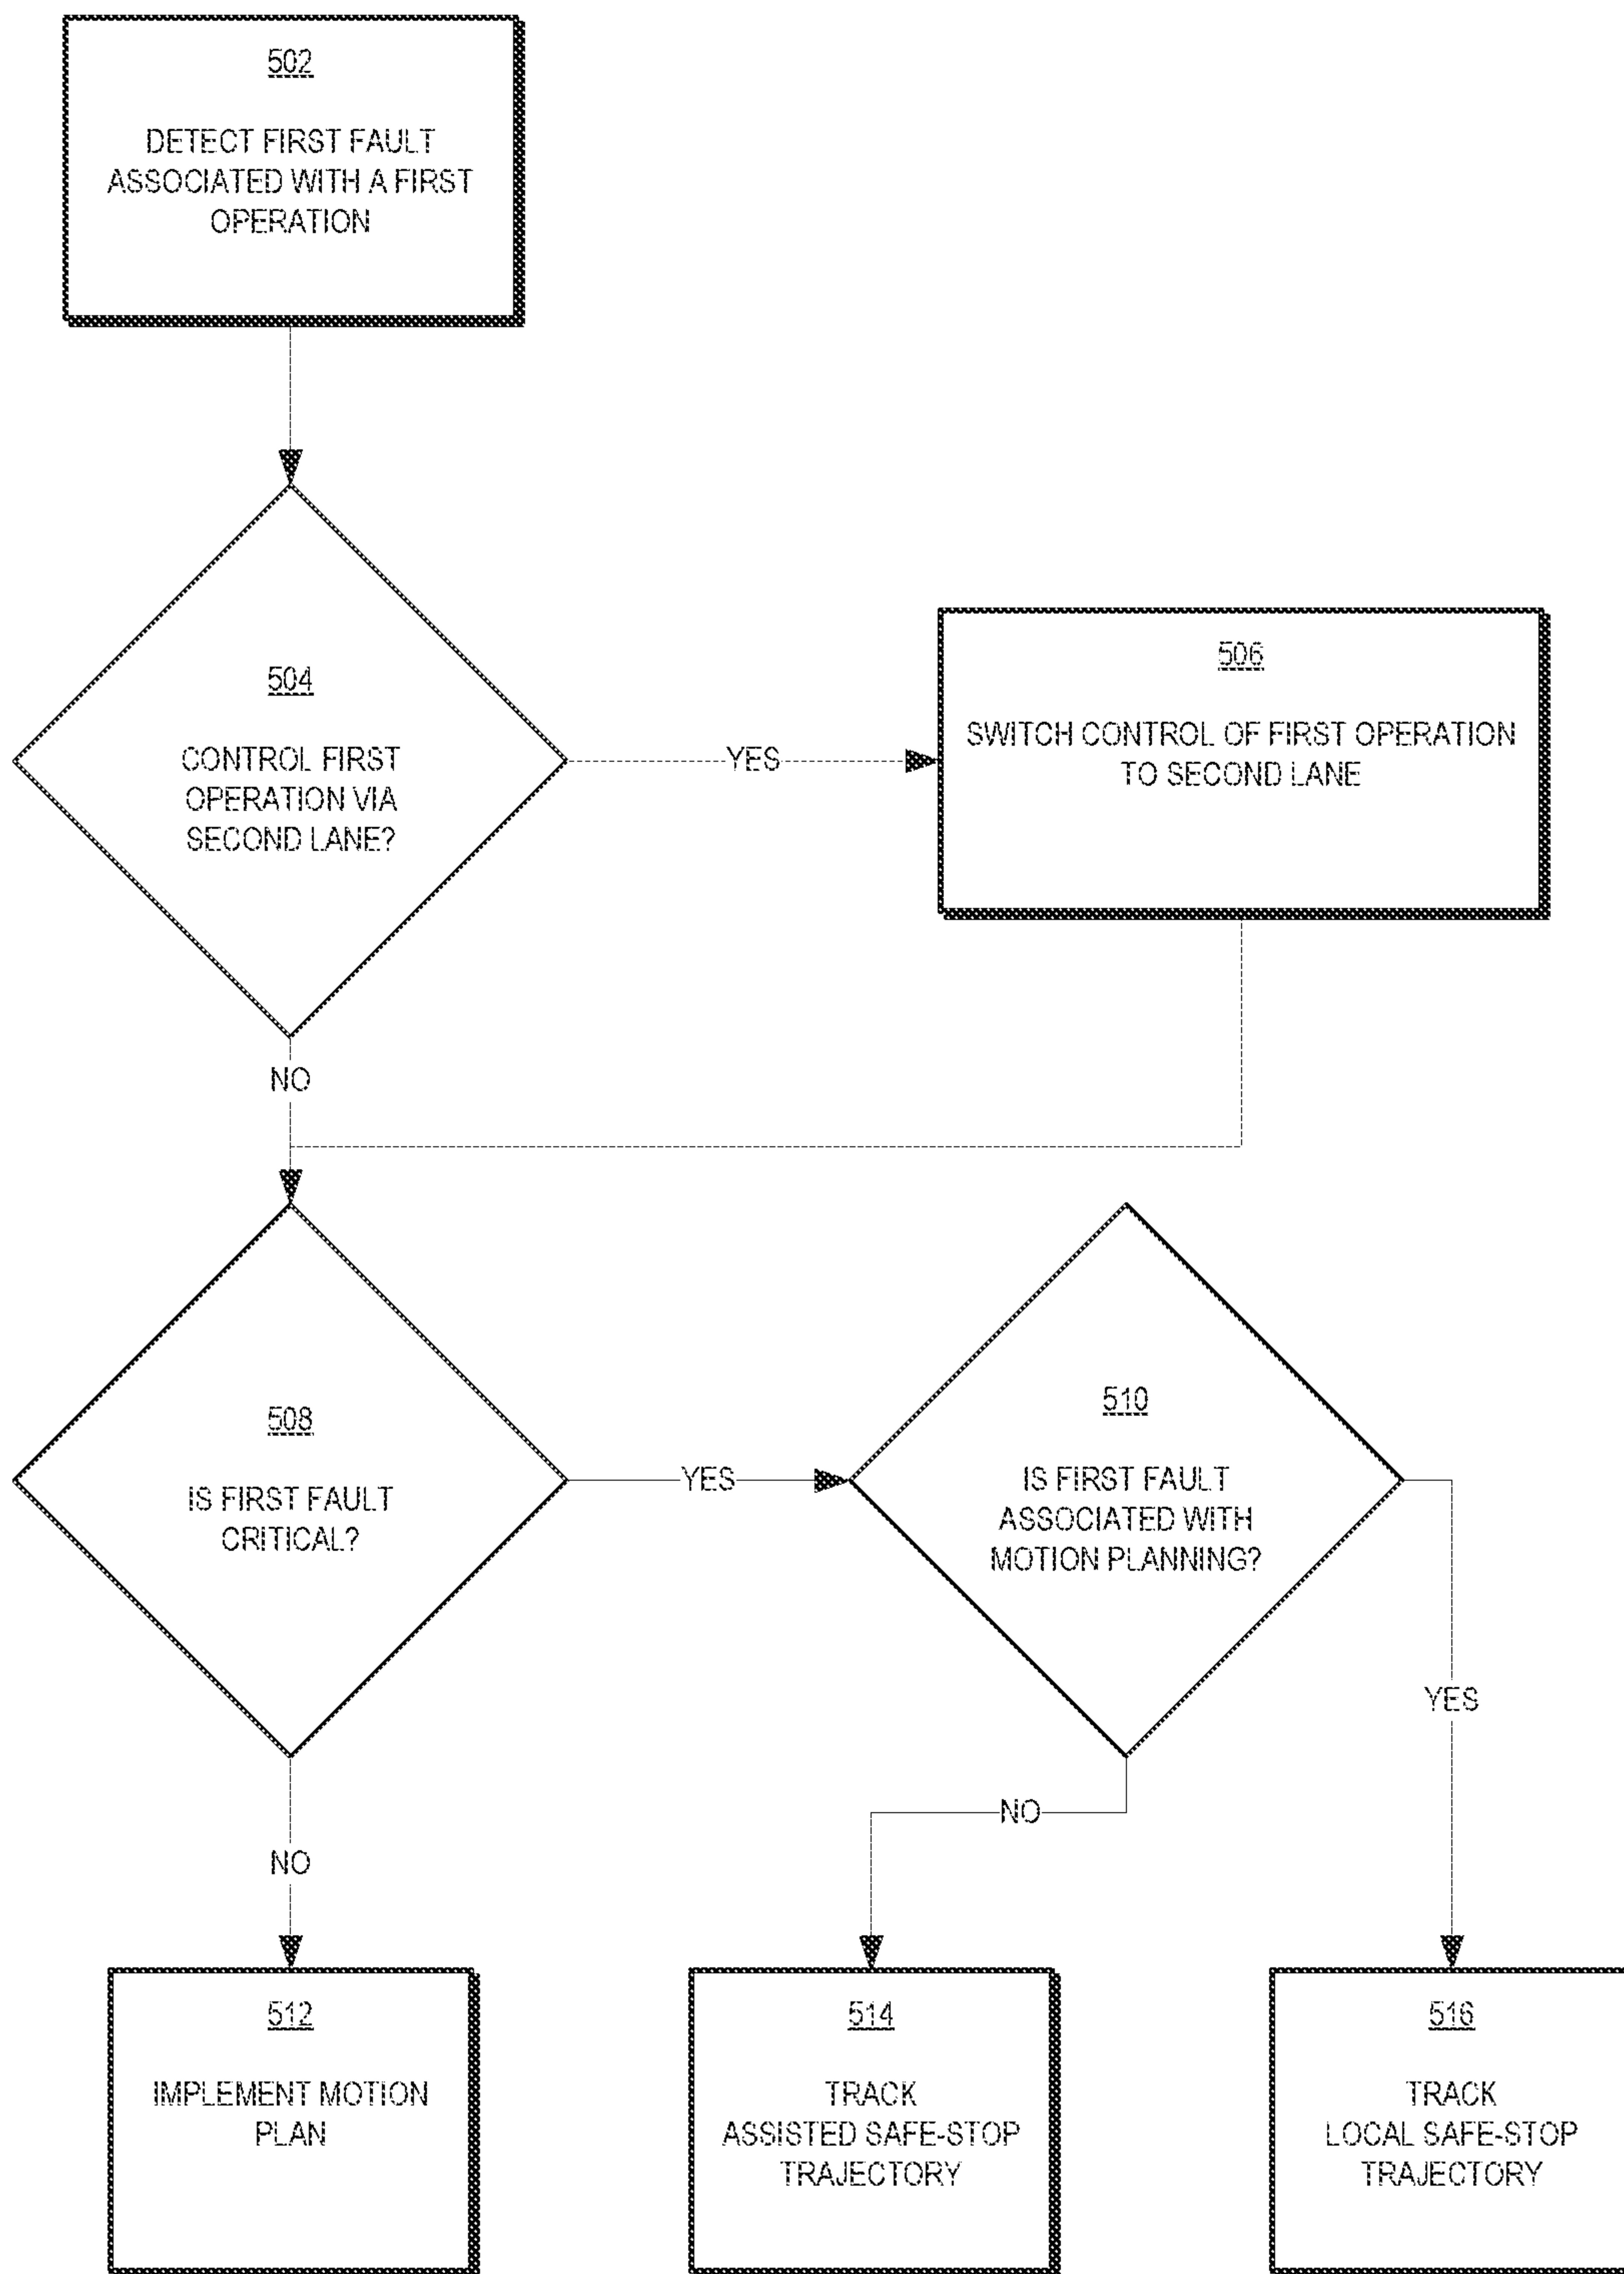 502
DETECT FIRST FAULT
ASSOCIATED WITH A FIRST
OPERATION
504
CONTROL FIRST
OPERATION VIA
SECOND LANE?
YES
506
SWITCH CONTROL OF FIRST OPERATION
TO SECOND LANE
NO
508
IS FIRST FAULT
CRITICAL?
YES
510
IS FIRST FAULT
ASSOCIATED WITH
MOTION PLANNING?
YES
NO
NO
512
IMPLEMENT MOTION
PLAN
514
TRACK
ASSISTED SAFE-STOP
TRAJECTORY
516
TRACK
LOCAL SAFE-STOP
TRAJECTORY